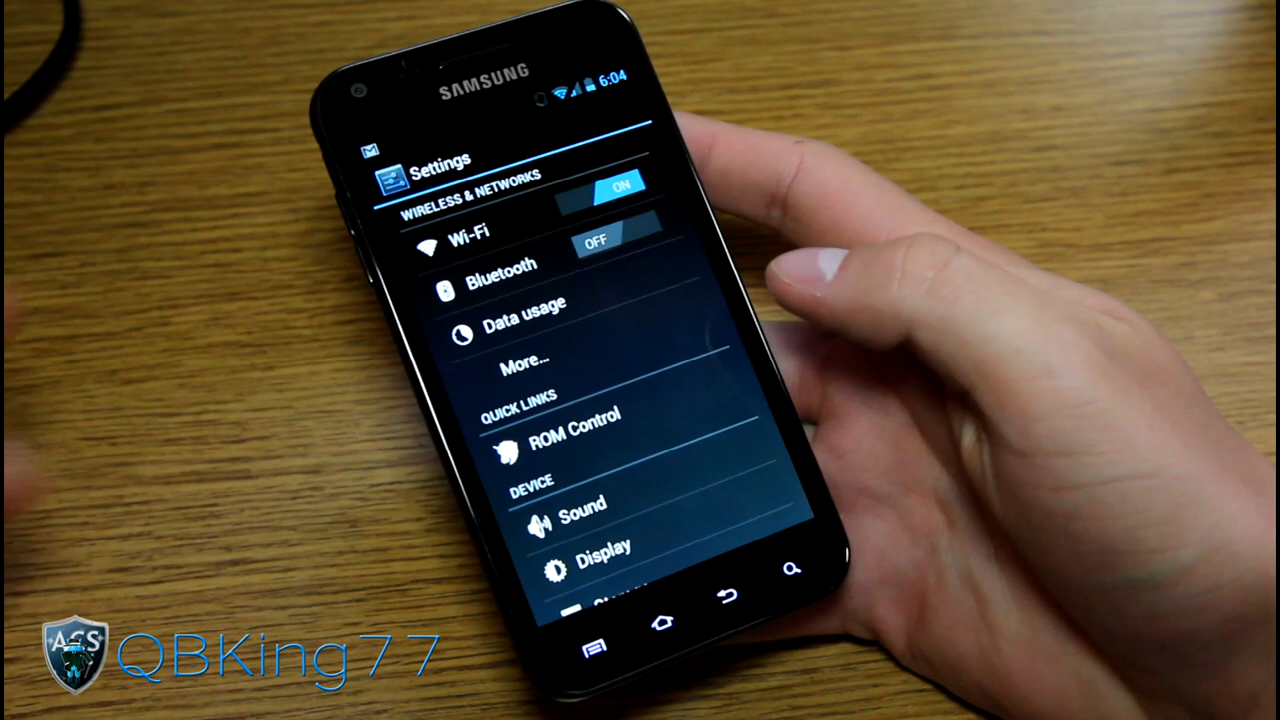 SAMSUNG
6:04
Settings
WIRELESS & NETWORKS
Wi-Fi
ON
Bluetooth
OFF
Data usage
More...
QUICK LINKS
ROM Control
DEVICE
Sound
Display
ACS
QBKing77